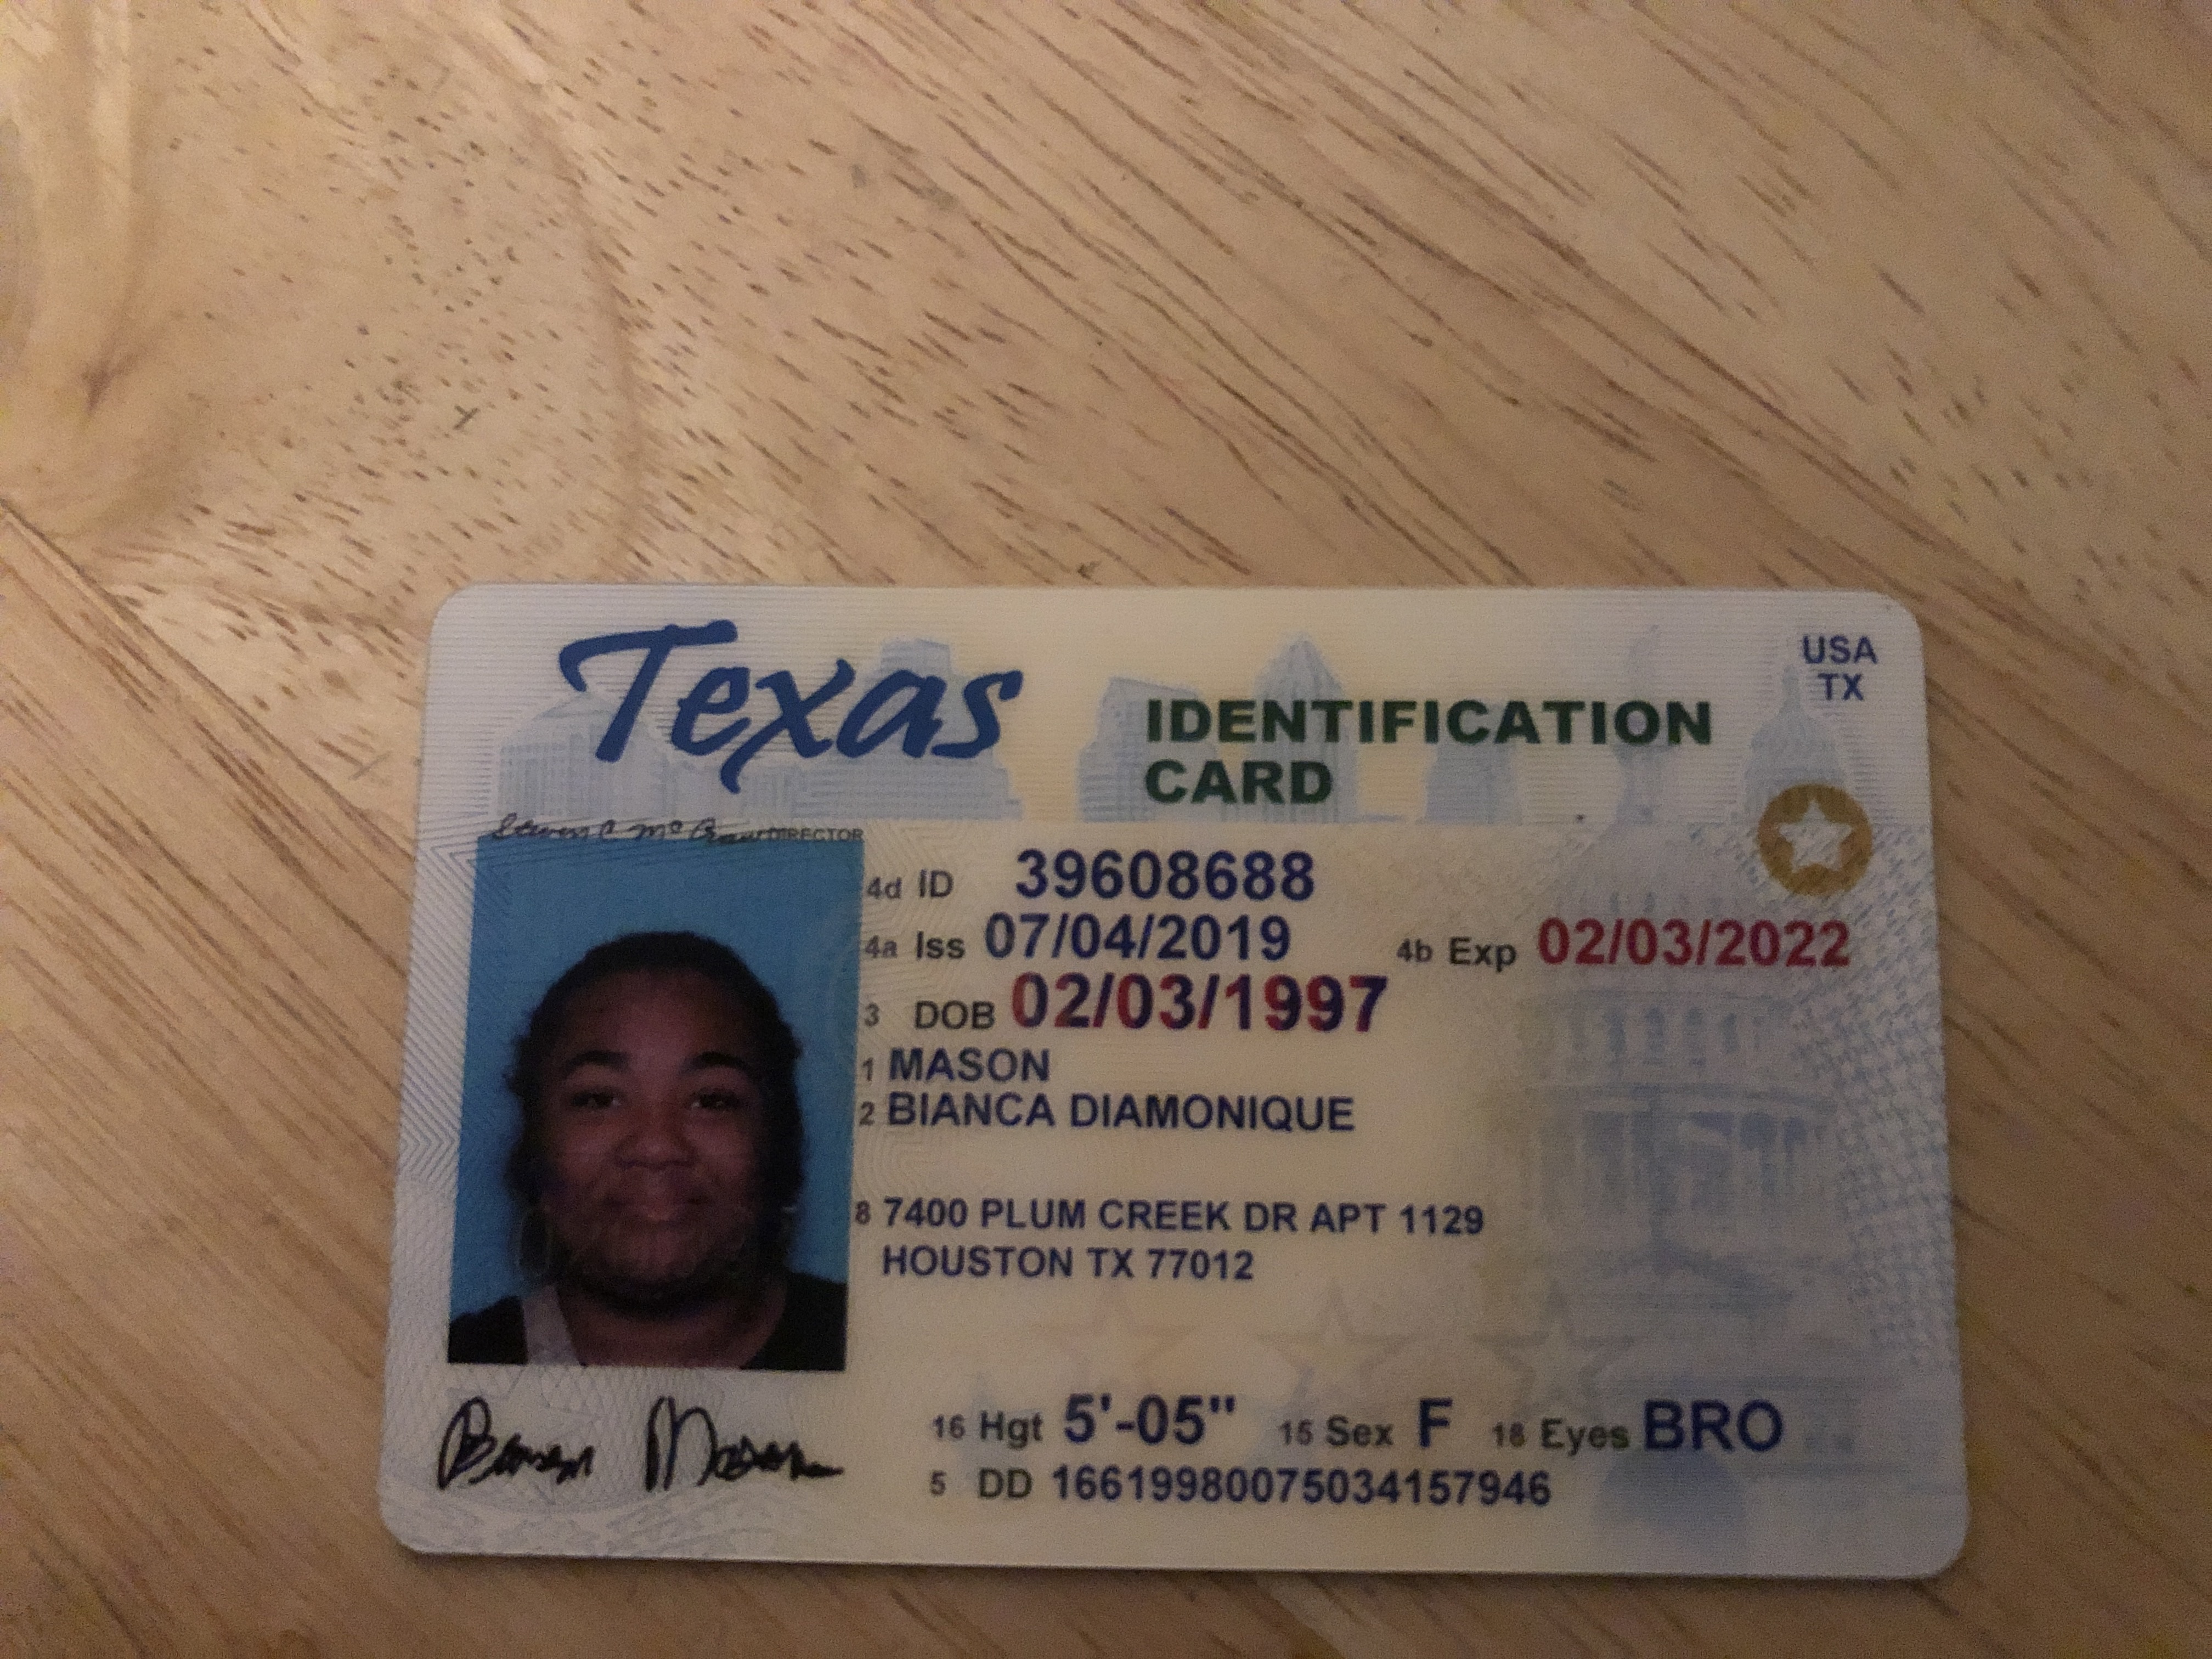 Texas
IDENTIFICATION
CARD
USA
TX
DIRECTOR
4d ID 39608688
4a Iss 07/04/2019 4b Exp 02/03/2022
3 DOB 02/03/1997
1 MASON
2 BIANCA DIAMONIQUE
8 7400 PLUM CREEK DR APT 1129
HOUSTON TX 77012
16 Hgt 5'-05" 15 Sex F 18 Eyes BRO
5 DD 16619980075034157946